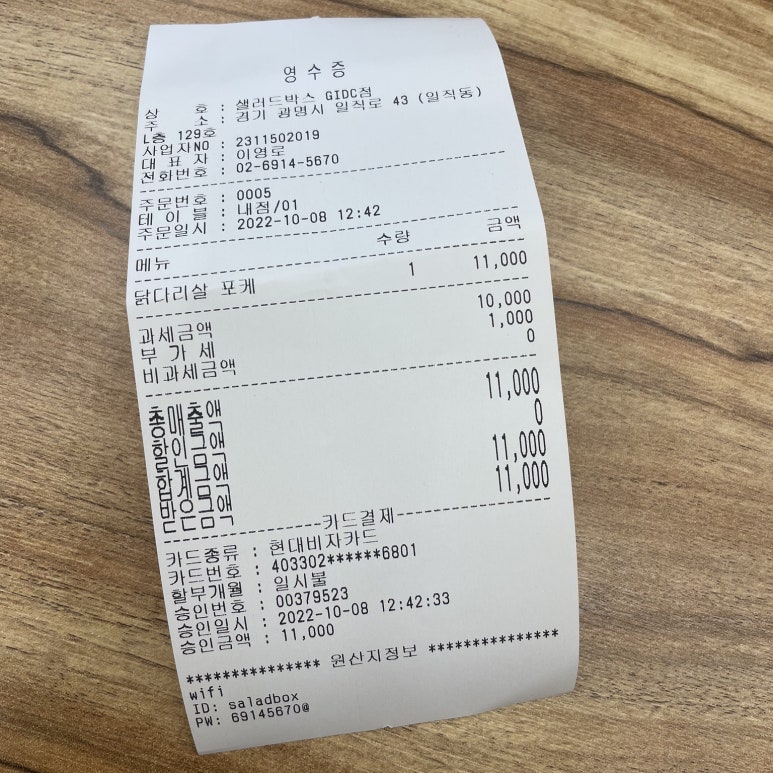 영 수 증
상 호 : 샐러드박스 GIDC점
주 소 : 경기 광명시 일직로 43 (일직동)
L층 129호
사업자NO : 2311502019
대 표 자 : 이영로
전화번호 : 02-6914-5670
주문번호 : 0005
테 이 블 : 내점/01
주문일시 : 2022-10-08 12:42
메뉴 수량 금액
닭다리살 포케 1 11,000
과세금액 10,000
부 가 세 1,000
비과세금액 0
총매출액 11,000
할인금액 0
합계금액 11,000
받은금액 11,000
---------------카드결제---------------
카드종류 : 현대비자카드
카드번호 : 403302******6801
할부개월 : 일시불
승인번호 : 00379523
승인일시 : 2022-10-08 12:42:33
승인금액 : 11,000
*************** 원산지정보 ***************
wifi
ID: saladbox
PW: 69145670@